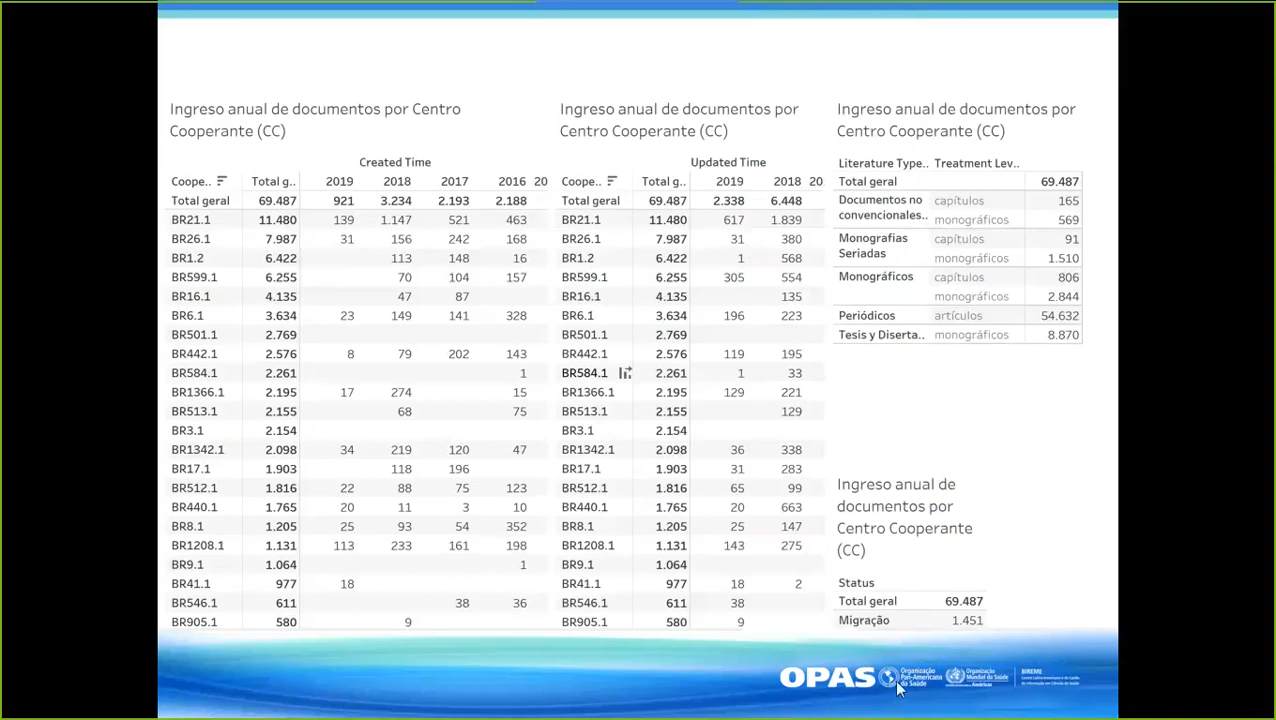 Ingreso anual de documentos por Centro
Cooperante (CC)
Created Time
Coope.. Total g.. 2019 2018 2017 2016 20
Total geral 69.487 921 3.234 2.193 2.188
BR21.1 11.480 139 1.147 521 463
BR26.1 7.987 31 156 242 168
BR1.2 6.422 113 148 16
BR599.1 6.255 70 104 157
BR16.1 4.135 47 87
BR6.1 3.634 23 149 141 328
BR501.1 2.769
BR442.1 2.576 8 79 202 143
BR584.1 2.261 1
BR1366.1 2.195 17 274 15
BR513.1 2.155 68 75
BR3.1 2.154
BR1342.1 2.098 34 219 120 47
BR17.1 1.903 118 196
BR512.1 1.816 22 88 75 123
BR440.1 1.765 20 11 3 10
BR8.1 1.205 25 93 54 352
BR1208.1 1.131 113 233 161 198
BR9.1 1.064 1
BR41.1 977 18
BR546.1 611 38 36
BR905.1 580 9
Ingreso anual de documentos por
Centro Cooperante (CC)
Updated Time
Coope.. Total g.. 2019 2018 20
Total geral 69.487 2.338 6.448
BR21.1 11.480 617 1.839
BR26.1 7.987 31 380
BR1.2 6.422 1 568
BR599.1 6.255 305 554
BR16.1 4.135 135
BR6.1 3.634 196 223
BR501.1 2.769
BR442.1 2.576 119 195
BR584.1 2.261 1 33
BR1366.1 2.195 129 221
BR513.1 2.155 129
BR3.1 2.154
BR1342.1 2.098 36 338
BR17.1 1.903 31 283
BR512.1 1.816 65 99
BR440.1 1.765 20 663
BR8.1 1.205 25 147
BR1208.1 1.131 143 275
BR9.1 1.064
BR41.1 977 18 2
BR546.1 611 38
BR905.1 580 9
Ingreso anual de documentos por
Centro Cooperante (CC)
Literature Type.. Treatment Lev..
Total geral 69.487
Documentos no capítulos 165
convencionales.. monográficos 569
Monografias capítulos 91
Seriadas monográficos 1.510
Monográficos capítulos 806
monográficos 2.844
Periódicos artículos 54.632
Tesis y Diserta.. monográficos 8.870
Ingreso anual de
documentos por
Centro Cooperante
(CC)
Status
Total geral 69.487
Migração 1.451
OPAS
Organização
Pan-Americana
da Saúde
Organização
Mundial da Saúde
Américas
BIREME